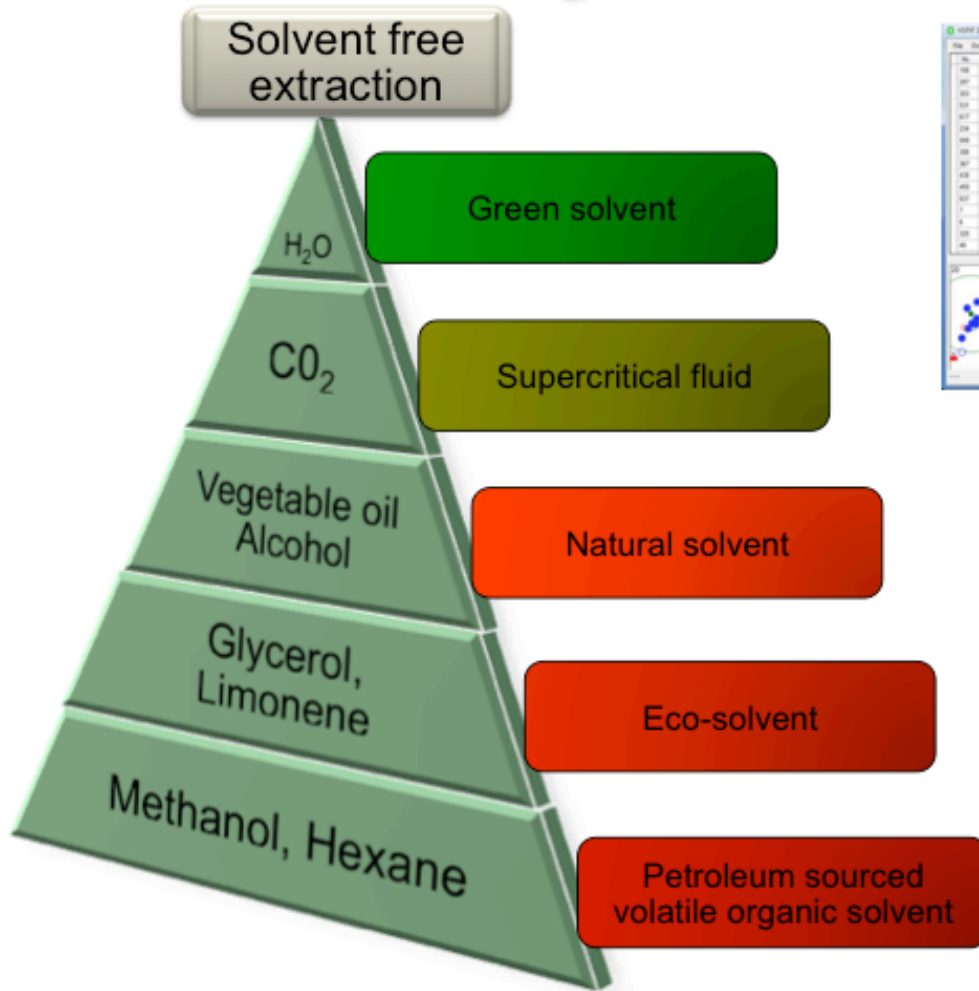 Solvent free
extraction
H₂O
Green solvent
C0₂
Supercritical fluid
Vegetable oil
Alcohol
Natural solvent
Glycerol,
Limonene
Eco-solvent
Methanol, Hexane
Petroleum sourced
volatile organic solvent